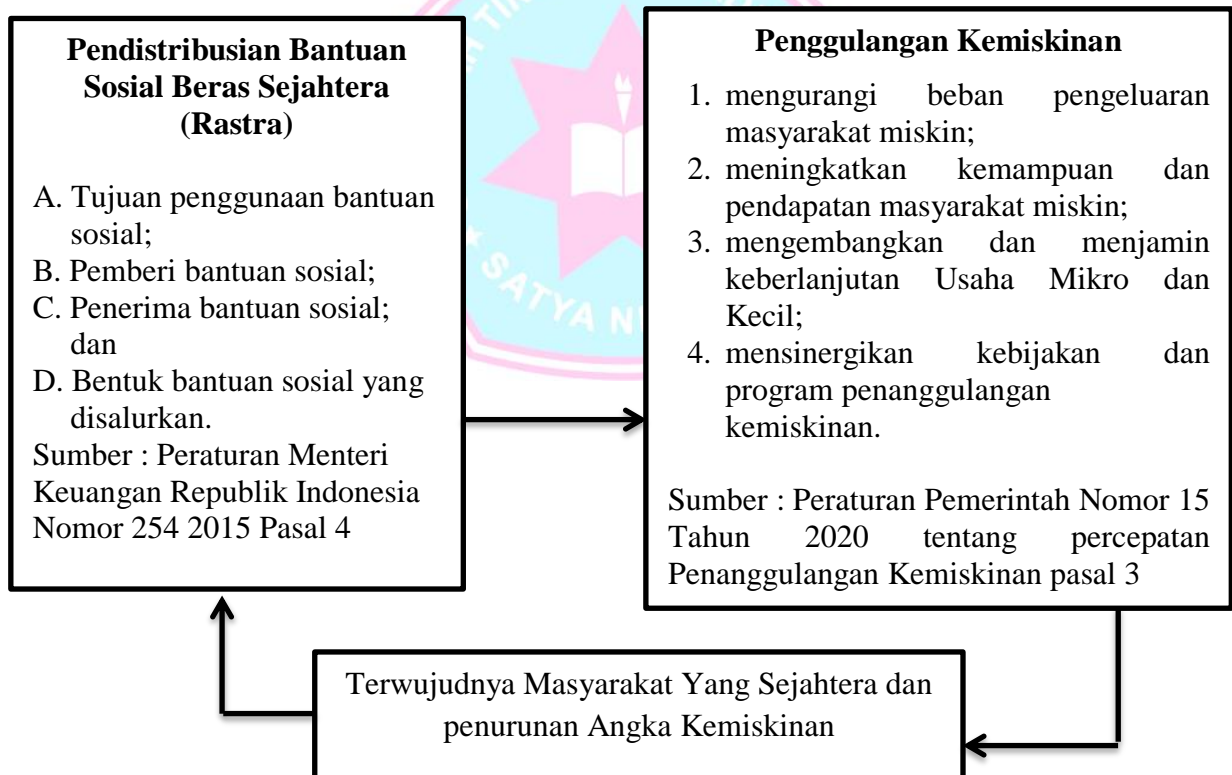 Pendistribusian Bantuan
Sosial Beras Sejahtera
(Rastra)
A. Tujuan penggunaan bantuan
sosial;
B. Pemberi bantuan sosial;
C. Penerima bantuan sosial;
dan
D. Bentuk bantuan sosial yang
disalurkan.
Sumber : Peraturan Menteri
Keuangan Republik Indonesia
Nomor 254 2015 Pasal 4
Penggulangan Kemiskinan
1. mengurangi beban pengeluaran
masyarakat miskin;
2. meningkatkan kemampuan dan
pendapatan masyarakat miskin;
3. mengembangkan dan menjamin
keberlanjutan Usaha Mikro dan
Kecil;
4. mensinergikan kebijakan dan
program penanggulangan
kemiskinan.
Sumber : Peraturan Pemerintah Nomor 15
Tahun 2020 tentang percepatan
Penanggulangan Kemiskinan pasal 3
Terwujudnya Masyarakat Yang Sejahtera dan
penurunan Angka Kemiskinan
SATYA